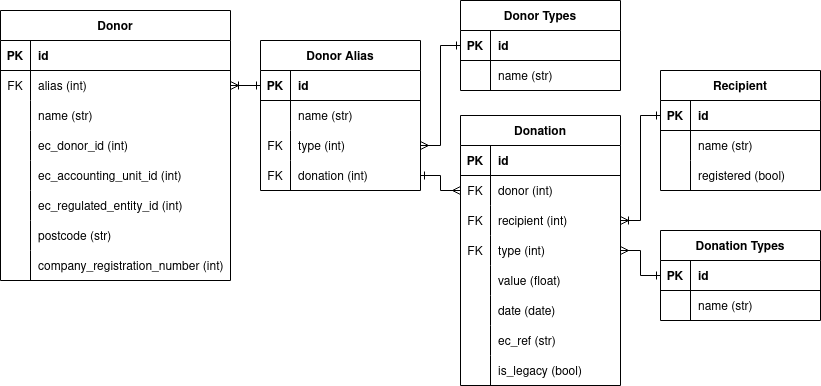 Donor
PK id
FK alias (int)
name (str)
ec_donor_id (int)
ec_accounting_unit_id (int)
ec_regulated_entity_id (int)
postcode (str)
company_registration_number (int)
Donor Alias
PK id
name (str)
FK type (int)
FK donation (int)
Donor Types
PK id
name (str)
Donation
PK id
FK donor (int)
FK recipient (int)
FK type (int)
value (float)
date (date)
ec_ref (str)
is_legacy (bool)
Recipient
PK id
name (str)
registered (bool)
Donation Types
PK id
name (str)